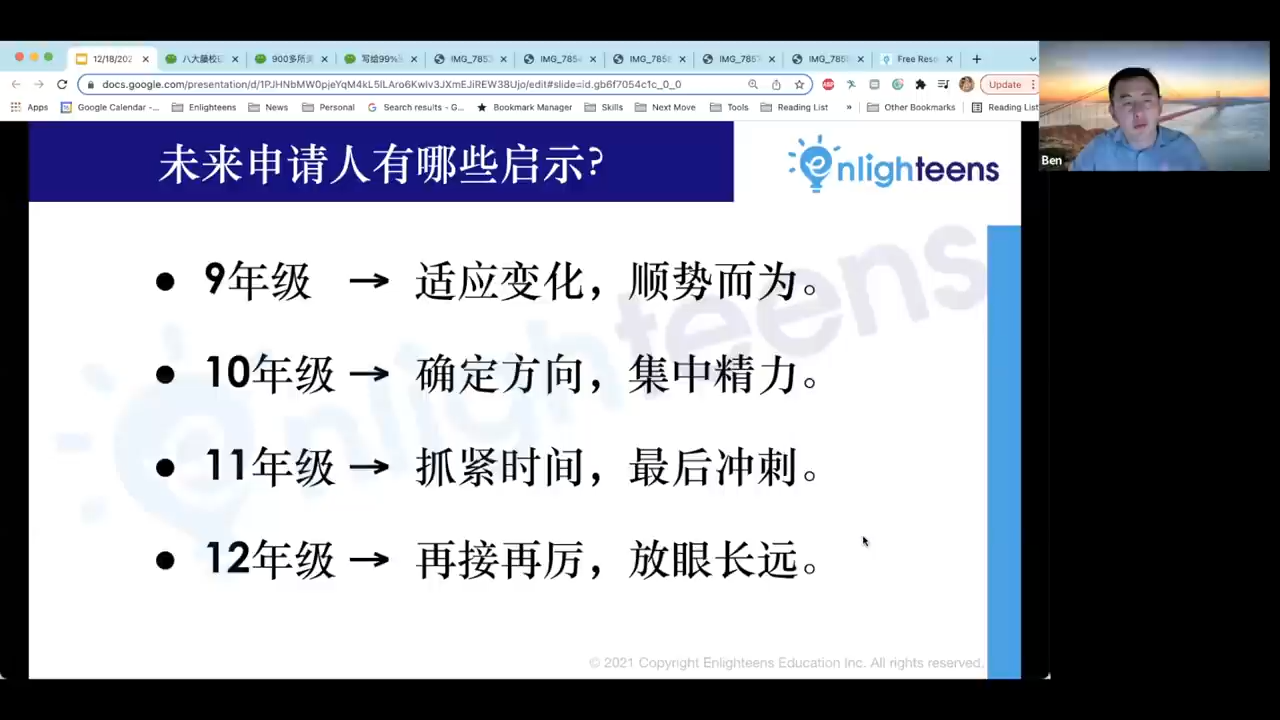 12/18/202
八大藤校
900多所美
写给99%
IMG_785
IMG_785
IMG_785
IMG_785
IMG_785
Free Reso
docs.google.com/presentation/d/1PJHNbMW0pjeYqM4kL5lLAro6Kwlv3JXmEJiREW38Ujo/edit#slide=id.gb6f7054c1c_0_0
Update
Apps
Google Calendar -...
Enlighteens
News
Personal
Search results - G...
Bookmark Manager
Skills
Next Move
Tools
Reading List
»
Other Bookmarks
Reading List
Ben
未来申请人有哪些启示?
enlighteens
● 9年级 → 适应变化，顺势而为。
● 10年级 → 确定方向，集中精力。
● 11年级 → 抓紧时间，最后冲刺。
● 12年级 → 再接再厉，放眼长远。
enlighteens
© 2021 Copyright Enlighteens Education Inc. All rights reserved.